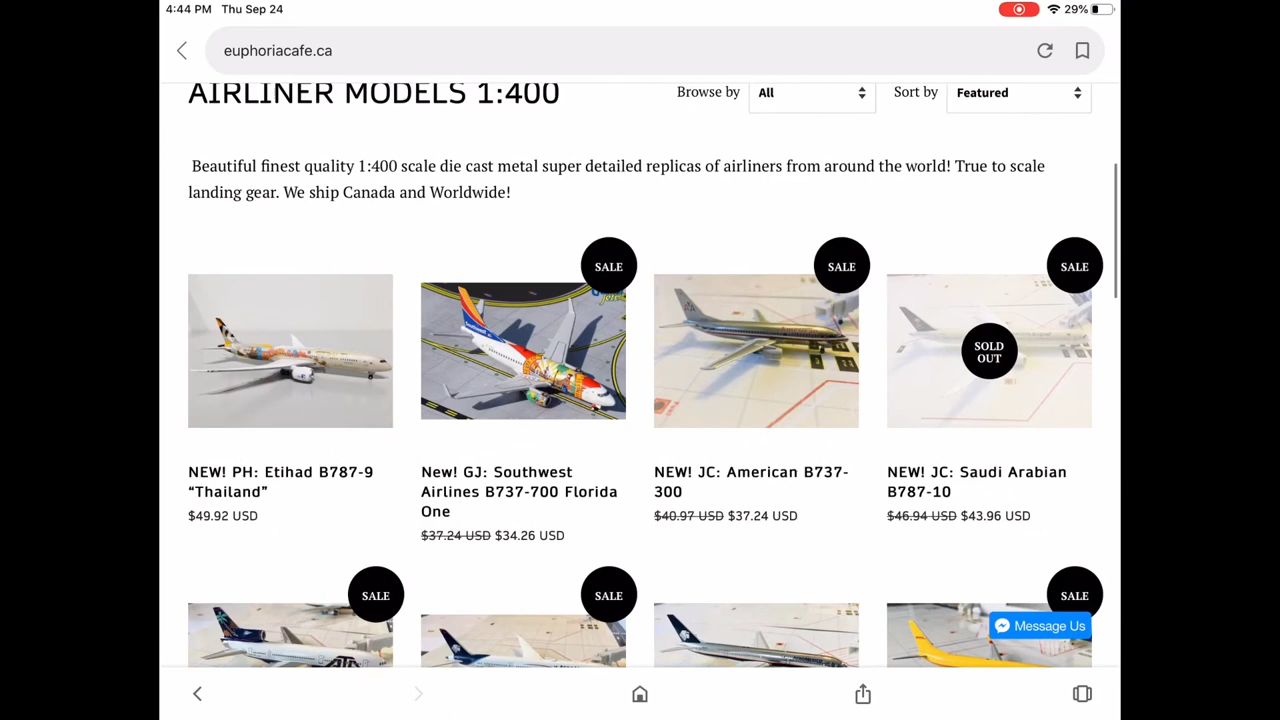 4:44 PM Thu Sep 24
29%
euphoriacafe.ca
AIRLINER MODELS 1:400
Browse by
All
Sort by
Featured
Beautiful finest quality 1:400 scale die cast metal super detailed replicas of airliners from around the world! True to scale
landing gear. We ship Canada and Worldwide!
SALE
SALE
SALE
SOLD
OUT
Southwest
NEW! PH: Etihad B787-9
“Thailand”
$49.92 USD
New! GJ: Southwest
Airlines B737-700 Florida
One
$37.24 USD $34.26 USD
NEW! JC: American B737-
300
$40.97 USD $37.24 USD
NEW! JC: Saudi Arabian
B787-10
$46.94 USD $43.96 USD
SALE
SALE
SALE
Message Us